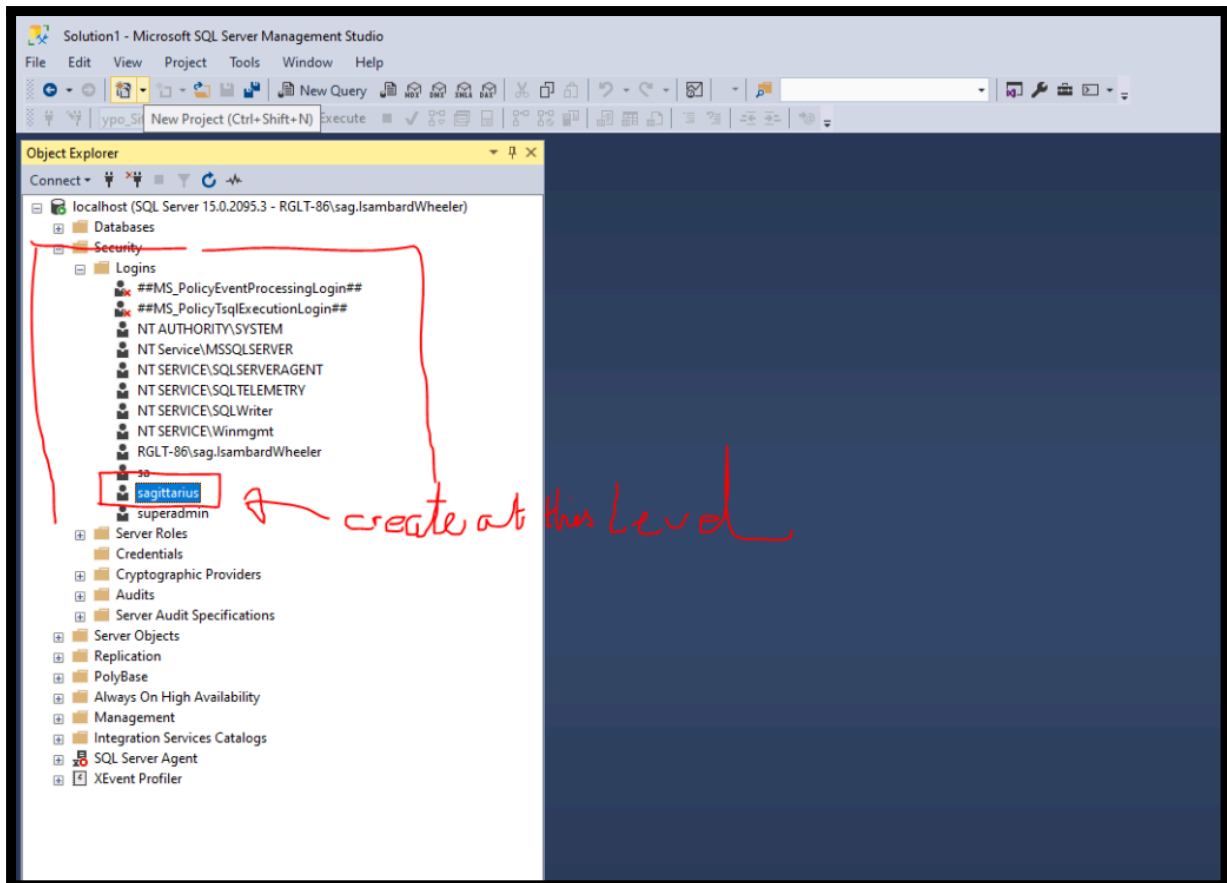 Solution1 - Microsoft SQL Server Management Studio
File Edit View Project Tools Window Help
New Query MDX DMX XMLA DAX
New Project (Ctrl+Shift+N) Execute
Object Explorer
Connect
localhost (SQL Server 15.0.2095.3 - RGLT-86\sag.IsambardWheeler)
Databases
Security
Logins
##MS_PolicyEventProcessingLogin##
##MS_PolicyTsqlExecutionLogin##
NT AUTHORITY\SYSTEM
NT Service\MSSQLSERVER
NT SERVICE\SQLSERVERAGENT
NT SERVICE\SQLTELEMETRY
NT SERVICE\SQLWriter
NT SERVICE\Winmgmt
RGLT-86\sag.IsambardWheeler
sa
sagittarius
create at this Level
superadmin
Server Roles
Credentials
Cryptographic Providers
Audits
Server Audit Specifications
Server Objects
Replication
PolyBase
Always On High Availability
Management
Integration Services Catalogs
SQL Server Agent
XEvent Profiler